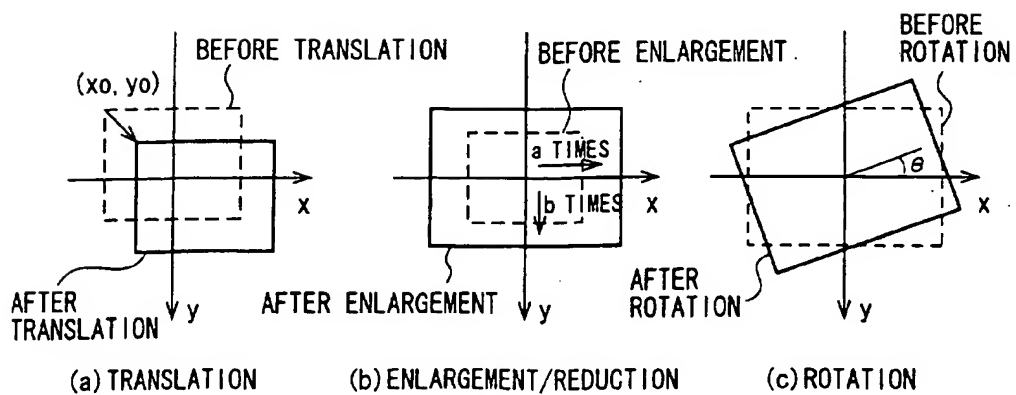 BEFORE TRANSLATION
(xo, yo)
x
y
AFTER
TRANSLATION
(a) TRANSLATION
BEFORE ENLARGEMENT
a TIMES
b TIMES
x
y
AFTER ENLARGEMENT
(b) ENLARGEMENT/REDUCTION
BEFORE
ROTATION
θ
x
y
AFTER
ROTATION
(c) ROTATION